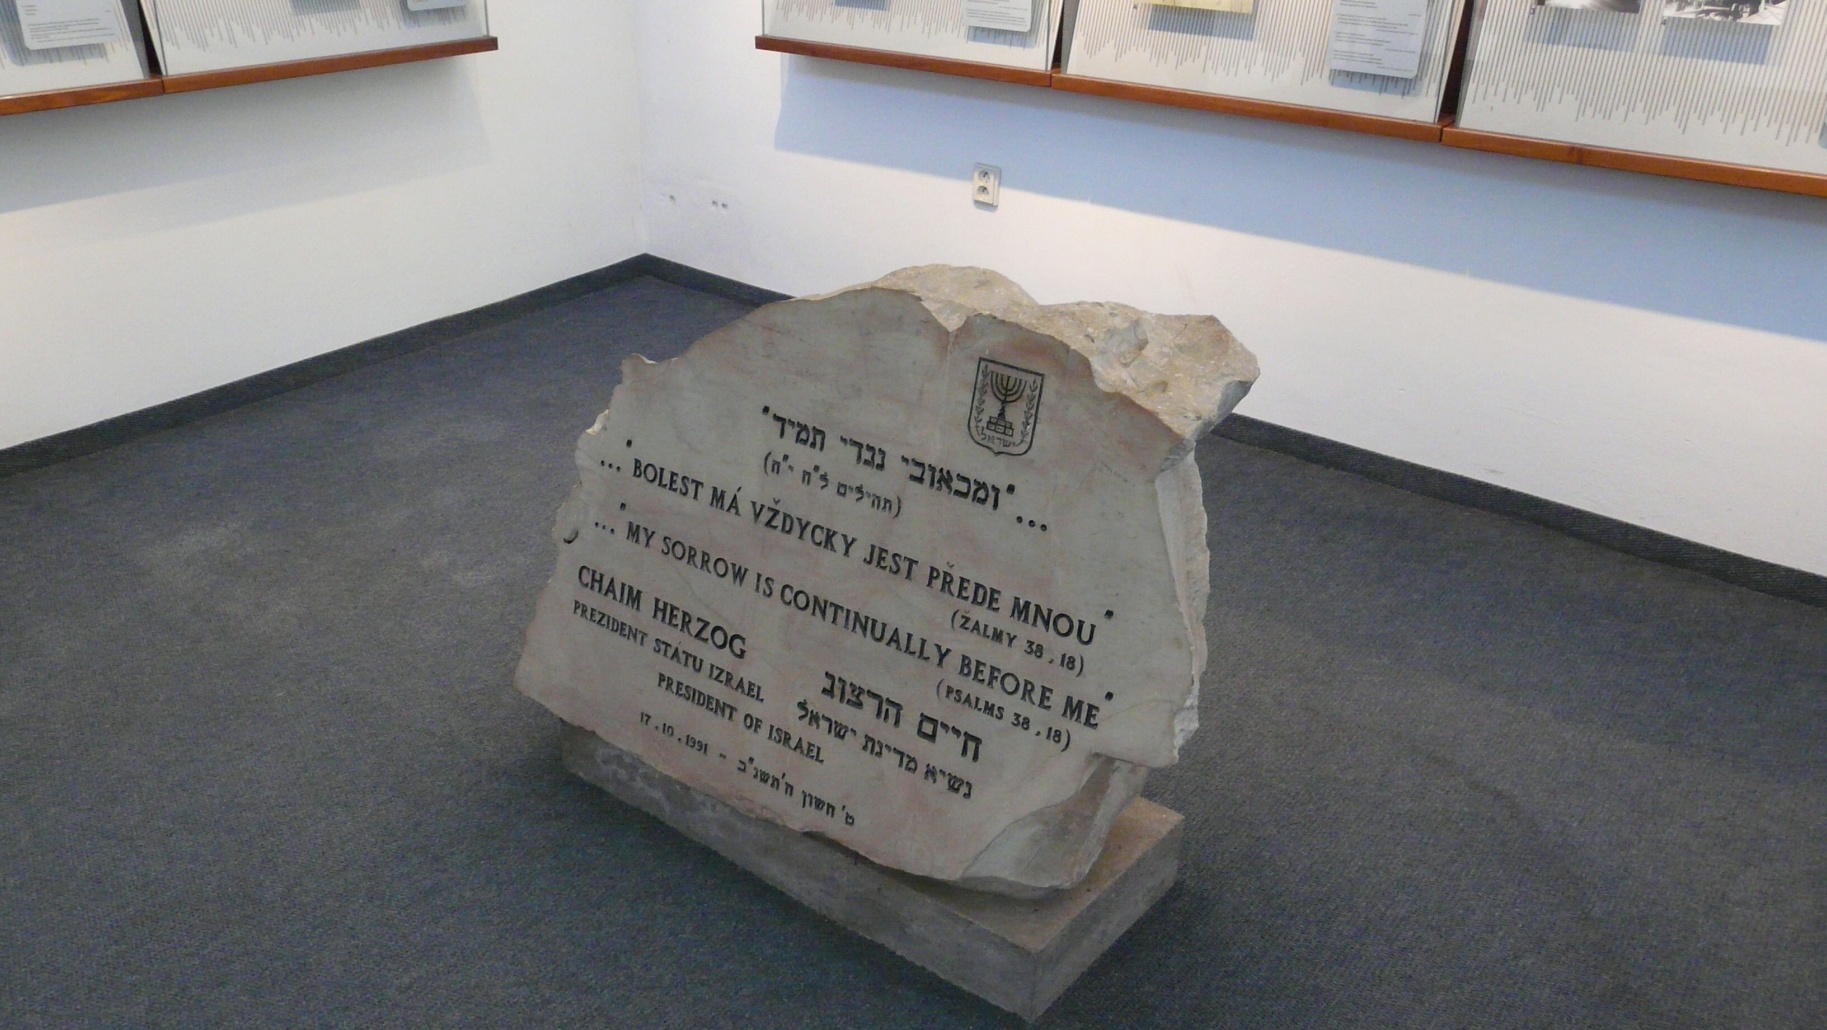 ישראל
..."ומכאובי נגדי תמיד"
(תהילים ל"ח י"ח)
..."BOLEST MÁ VŽDYCKY JEST PŘEDE MNOU"
(ŽALMY 38,18)
..."MY SORROW IS CONTINUALLY BEFORE ME"
(PSALMS 38,18)
CHAIM HERZOG
PREZIDENT STÁTU IZRAEL
PRESIDENT OF ISRAEL
חיים הרצוג
נשיא מדינת ישראל
17.10.1991 - ט' חשון ה'תשנ"ב